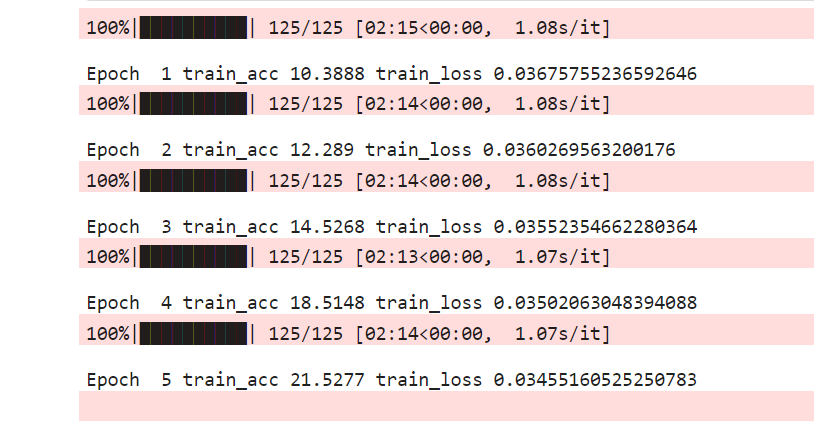 100%|██████████| 125/125 [02:15<00:00,  1.08s/it]
Epoch  1 train_acc 10.3888 train_loss 0.03675755236592646
100%|██████████| 125/125 [02:14<00:00,  1.08s/it]
Epoch  2 train_acc 12.289 train_loss 0.0360269563200176
100%|██████████| 125/125 [02:14<00:00,  1.08s/it]
Epoch  3 train_acc 14.5268 train_loss 0.03552354662280364
100%|██████████| 125/125 [02:13<00:00,  1.07s/it]
Epoch  4 train_acc 18.5148 train_loss 0.03502063048394088
100%|██████████| 125/125 [02:14<00:00,  1.07s/it]
Epoch  5 train_acc 21.5277 train_loss 0.03455160525250783